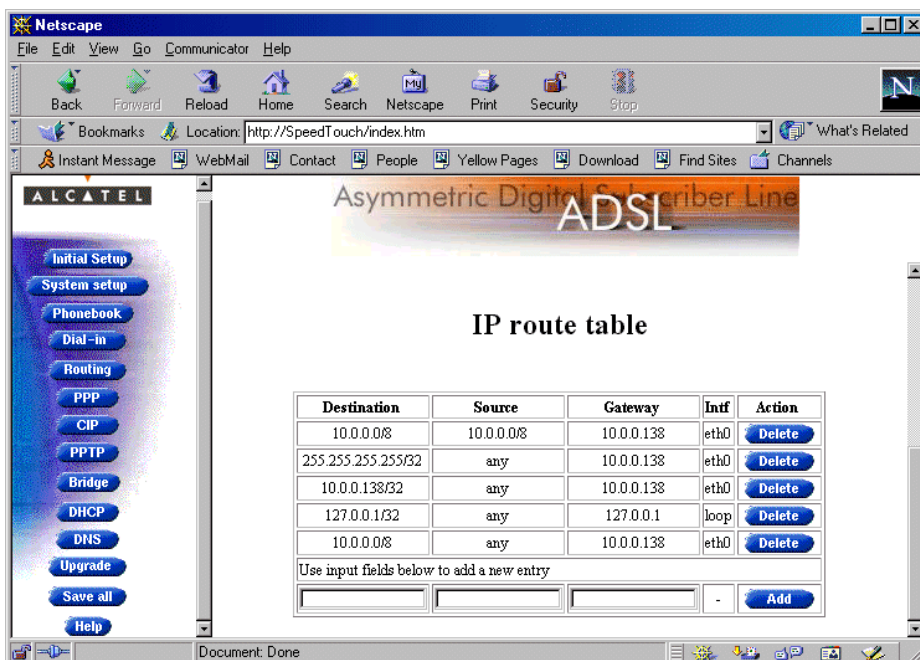 Netscape
File Edit View Go Communicator Help
Back Forward Reload Home Search Netscape Print Security Stop
My
N
Bookmarks Location: http://SpeedTouch/index.htm What's Related
Instant Message WebMail Contact People Yellow Pages Download Find Sites Channels
ALCATEL
Asymmetric Digital Subscriber Line
ADSL
Initial Setup
System setup
Phonebook
Dial-in
Routing
PPP
CIP
PPTP
Bridge
DHCP
DNS
Upgrade
Save all
Help
IP route table
Destination Source Gateway Intf Action
10.0.0.0/8 10.0.0.0/8 10.0.0.138 eth0 Delete
255.255.255.255/32 any 10.0.0.138 eth0 Delete
10.0.0.138/32 any 10.0.0.138 eth0 Delete
127.0.0.1/32 any 127.0.0.1 loop Delete
10.0.0.0/8 any 10.0.0.138 eth0 Delete
Use input fields below to add a new entry
- Add
Document: Done